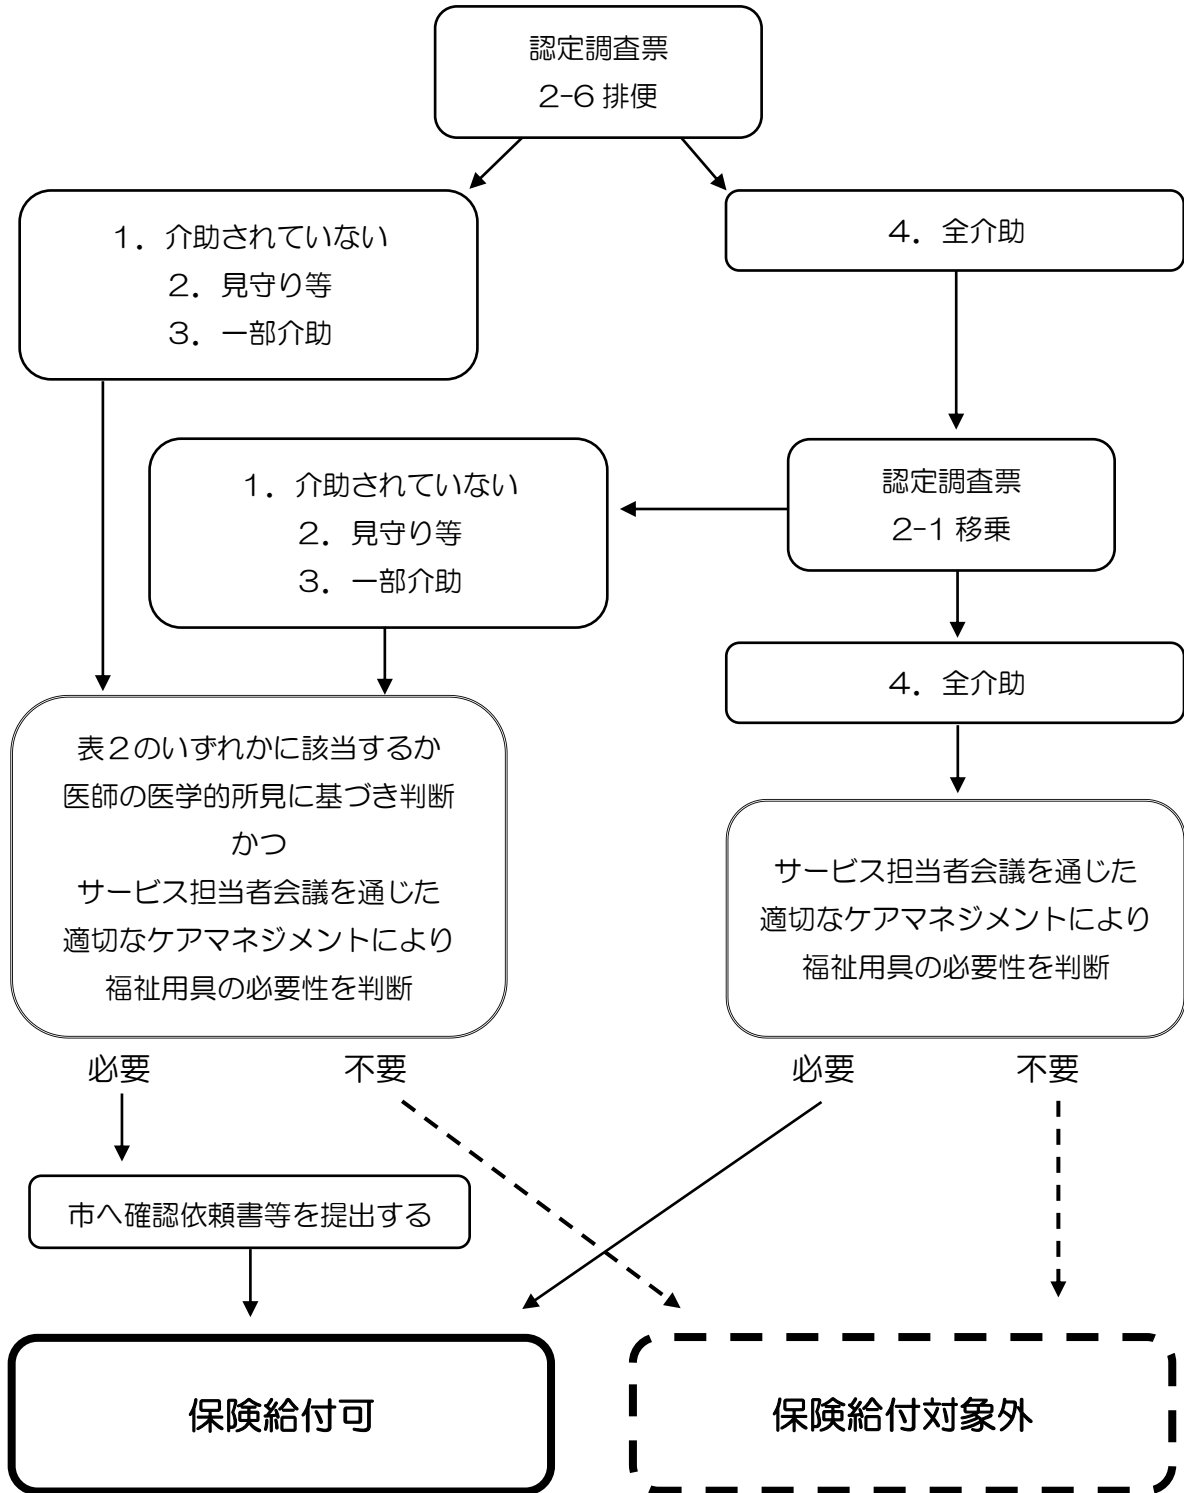 認定調査票
2-6 排便
1．介助されていない
2．見守り等
3．一部介助
4．全介助
1．介助されていない
2．見守り等
3．一部介助
認定調査票
2-1 移乗
4．全介助
表2のいずれかに該当するか
医師の医学的所見に基づき判断
かつ
サービス担当者会議を通じた
適切なケアマネジメントにより
福祉用具の必要性を判断
サービス担当者会議を通じた
適切なケアマネジメントにより
福祉用具の必要性を判断
必要
不要
必要
不要
市へ確認依頼書等を提出する
保険給付可
保険給付対象外